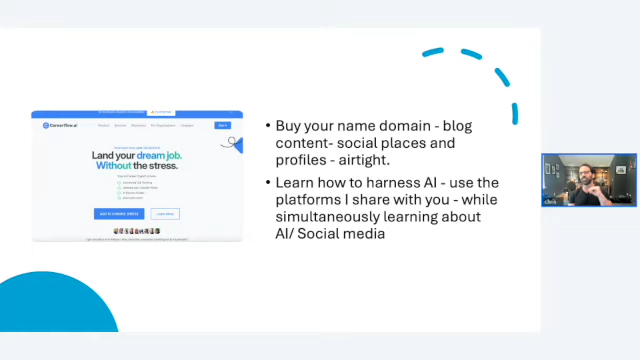 Careerflow.ai
Land your dream job.
Without the stress.
• Buy your name domain - blog
content- social places and
profiles - airtight.
• Learn how to harness AI - use the
platforms I share with you - while
simultaneously learning about
AI/ Social media
chris